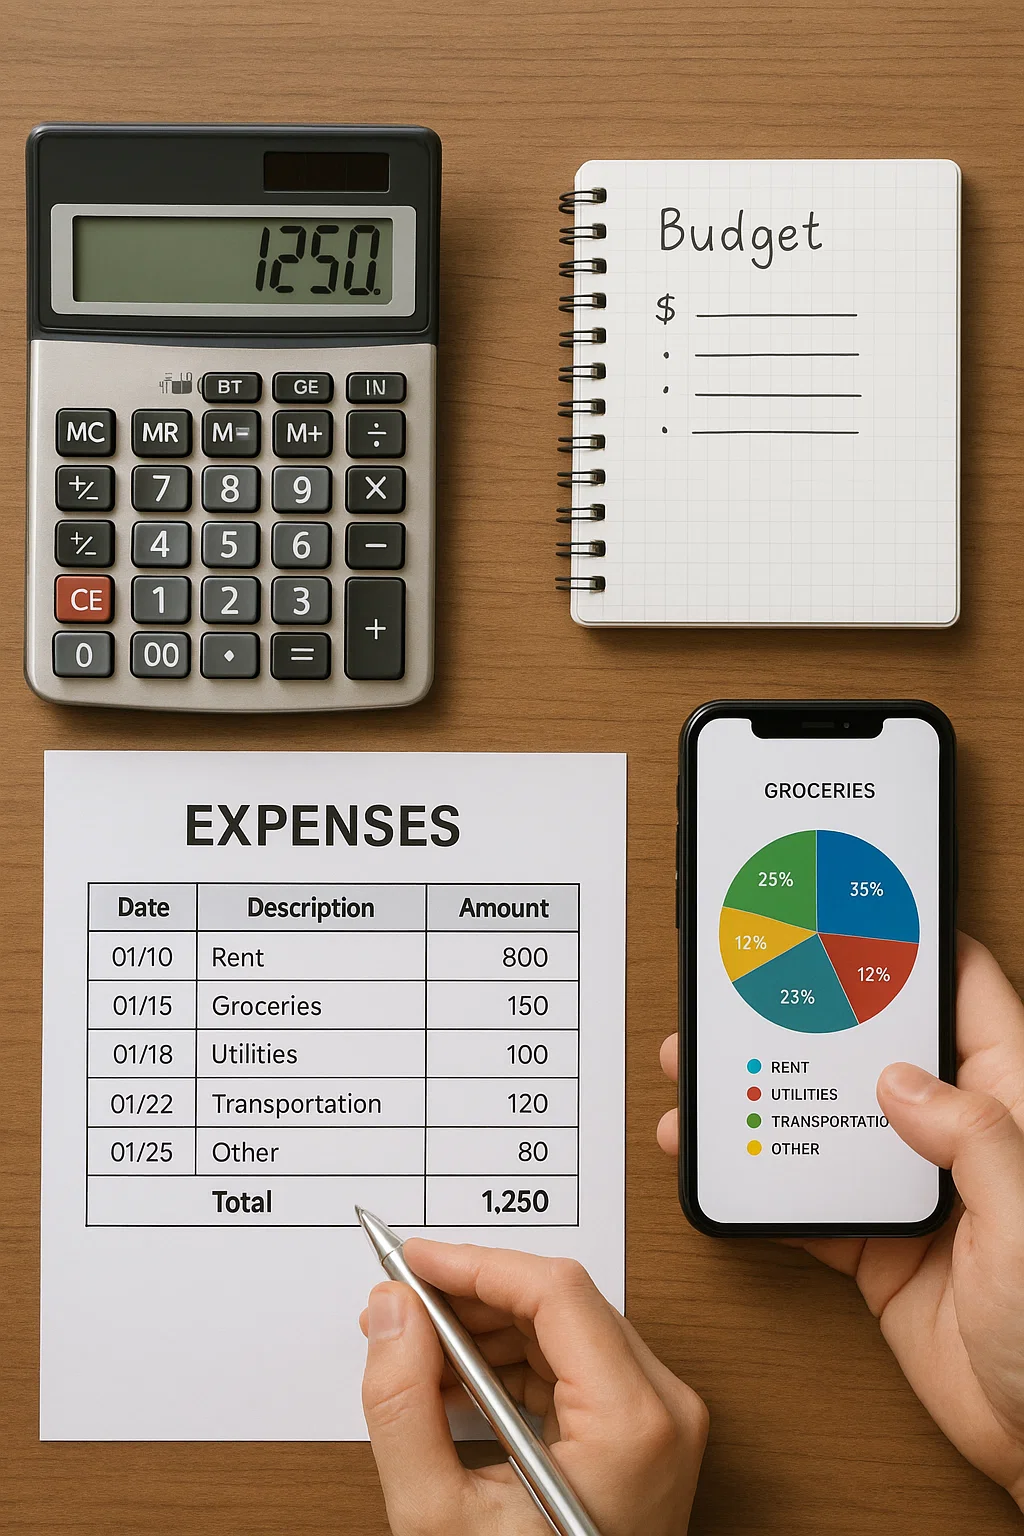 1250.
BT GE IN
MC MR M= M+ ÷
+/− 7 8 9 ×
+/− 4 5 6 −
CE 1 2 3 +
0 00 • =
Budget
$
EXPENSES
Date Description Amount
01/10 Rent 800
01/15 Groceries 150
01/18 Utilities 100
01/22 Transportation 120
01/25 Other 80
Total 1,250
GROCERIES
25% 35%
12% 12%
23%
RENT
UTILITIES
TRANSPORTATIO
OTHER